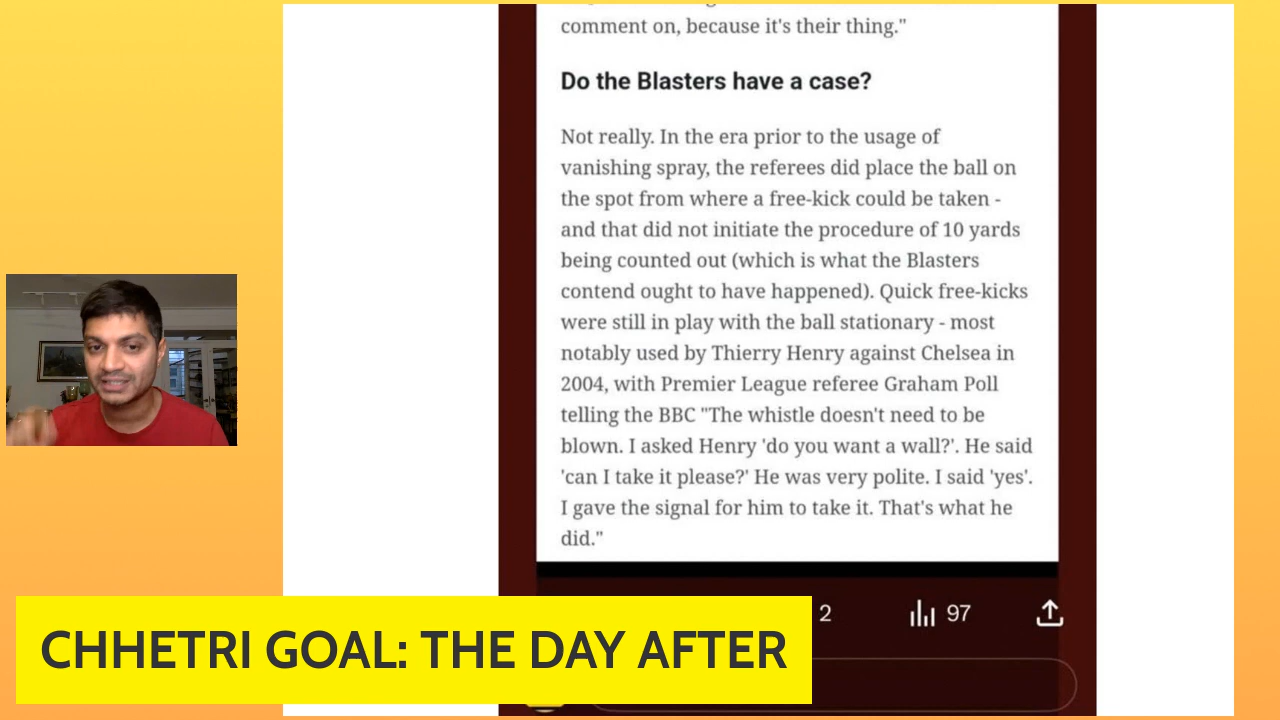 comment on, because it's their thing."
Do the Blasters have a case?
Not really. In the era prior to the usage of
vanishing spray, the referees did place the ball on
the spot from where a free-kick could be taken -
and that did not initiate the procedure of 10 yards
being counted out (which is what the Blasters
contend ought to have happened). Quick free-kicks
were still in play with the ball stationary - most
notably used by Thierry Henry against Chelsea in
2004, with Premier League referee Graham Poll
telling the BBC "The whistle doesn't need to be
blown. I asked Henry 'do you want a wall?'. He said
'can I take it please?' He was very polite. I said 'yes'.
I gave the signal for him to take it. That's what he
did."
2 97
CHHETRI GOAL: THE DAY AFTER